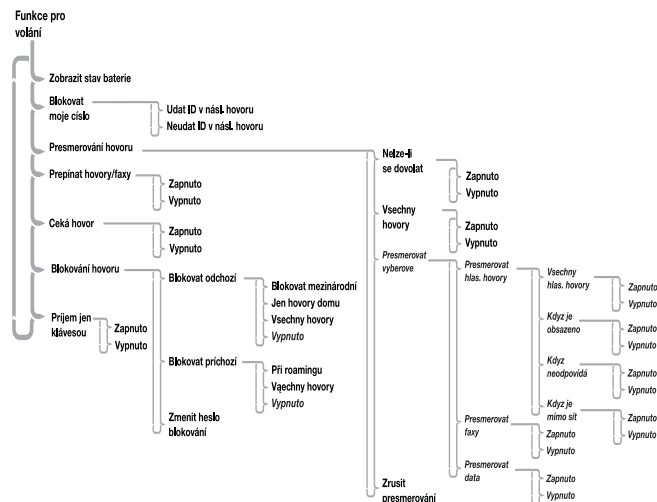 Funkce pro
volání
Zobrazit stav baterie
Blokovat
moje císlo
Udat ID v násl. hovoru
Neudat ID v násl. hovoru
Presmerování hovoru
Nelze-li
se dovolat
Zapnuto
Vypnuto
Vsechny
hovory
Zapnuto
Vypnuto
Presmerovat
vyberove
Presmerovat
hlas. hovory
Vsechny
hlas. hovory
Zapnuto
Vypnuto
Kdyz je
obsazeno
Zapnuto
Vypnuto
Kdyz
neodpovídá
Zapnuto
Vypnuto
Kdyz je
mimo sít
Zapnuto
Vypnuto
Presmerovat
faxy
Zapnuto
Vypnuto
Presmerovat
data
Zapnuto
Vypnuto
Zrusit
presmerování
Prepínat hovory/faxy
Zapnuto
Vypnuto
Ceká hovor
Zapnuto
Vypnuto
Blokování hovoru
Blokovat odchozí
Blokovat mezinárodní
Jen hovory domu
Vsechny hovory
Vypnuto
Blokovat príchozí
Při roamingu
Vąechny hovory
Vypnuto
Zmenit heslo
blokování
Príjem jen
klávesou
Zapnuto
Vypnuto